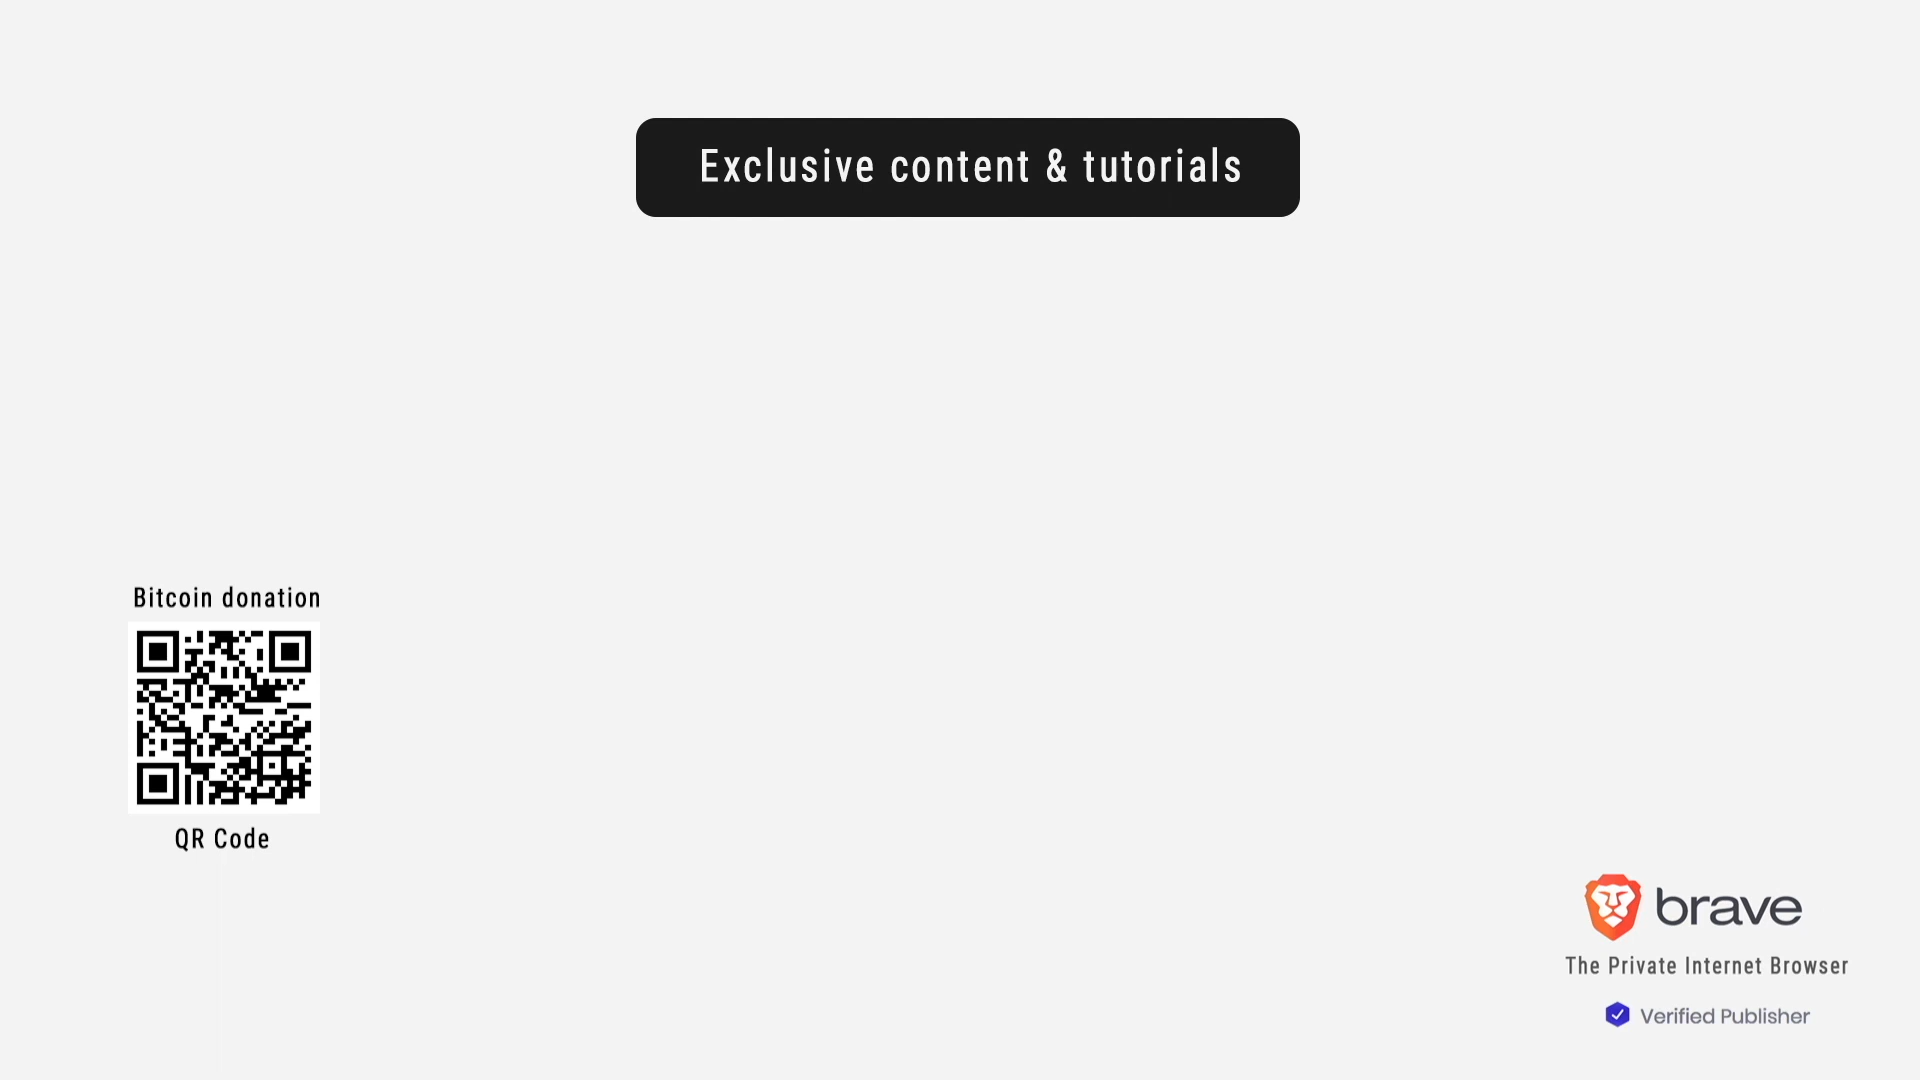 Exclusive content & tutorials
Bitcoin donation
QR Code
brave
The Private Internet Browser
Verified Publisher